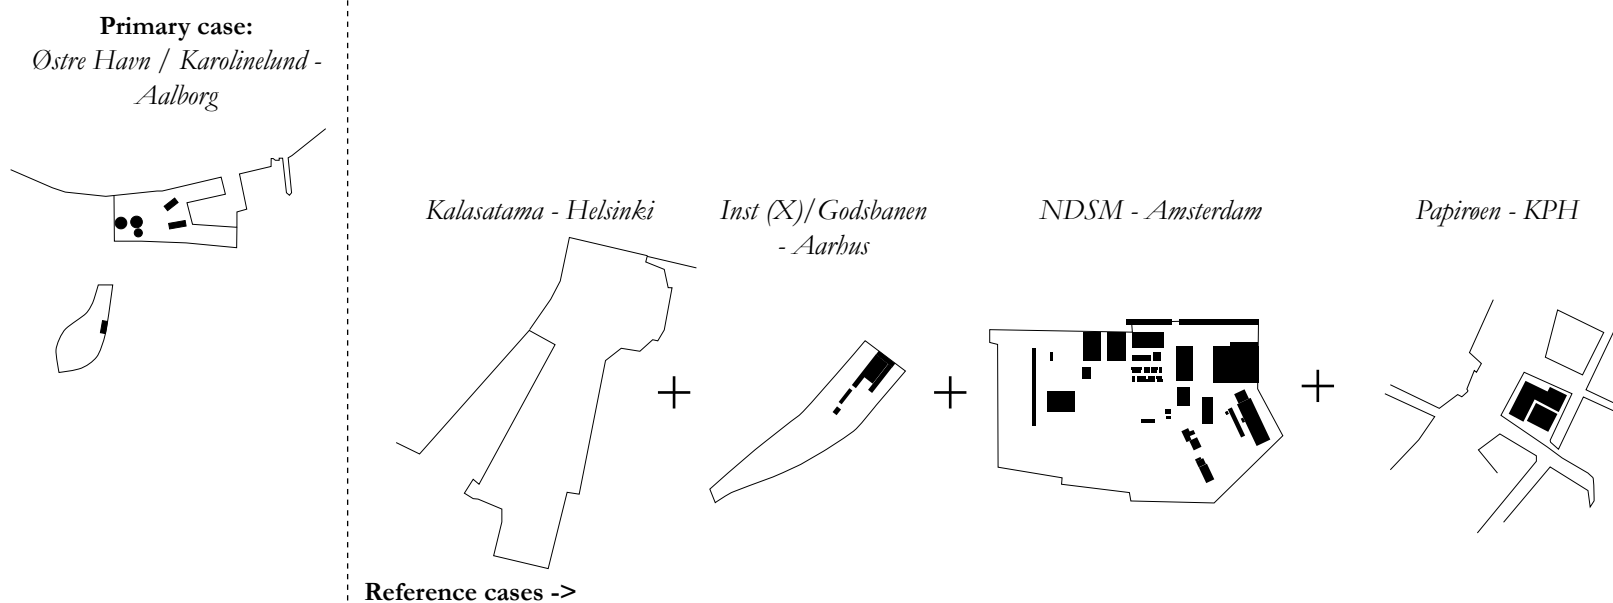 Primary case:
Østre Havn / Karolinelund -
Aalborg
Kalasatama - Helsinki
Inst (X)/Godsbanen
- Aarhus
NDSM - Amsterdam
Papirøen - KPH
+
+
+
Reference cases ->